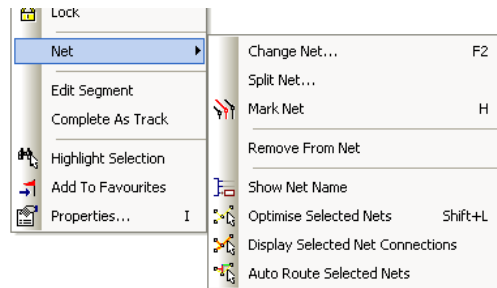 Lock
Net
Edit Segment
Complete As Track
Highlight Selection
Add To Favourites
Properties... I
Change Net... F2
Split Net...
Mark Net H
Remove From Net
Show Net Name
Optimise Selected Nets Shift+L
Display Selected Net Connections
Auto Route Selected Nets